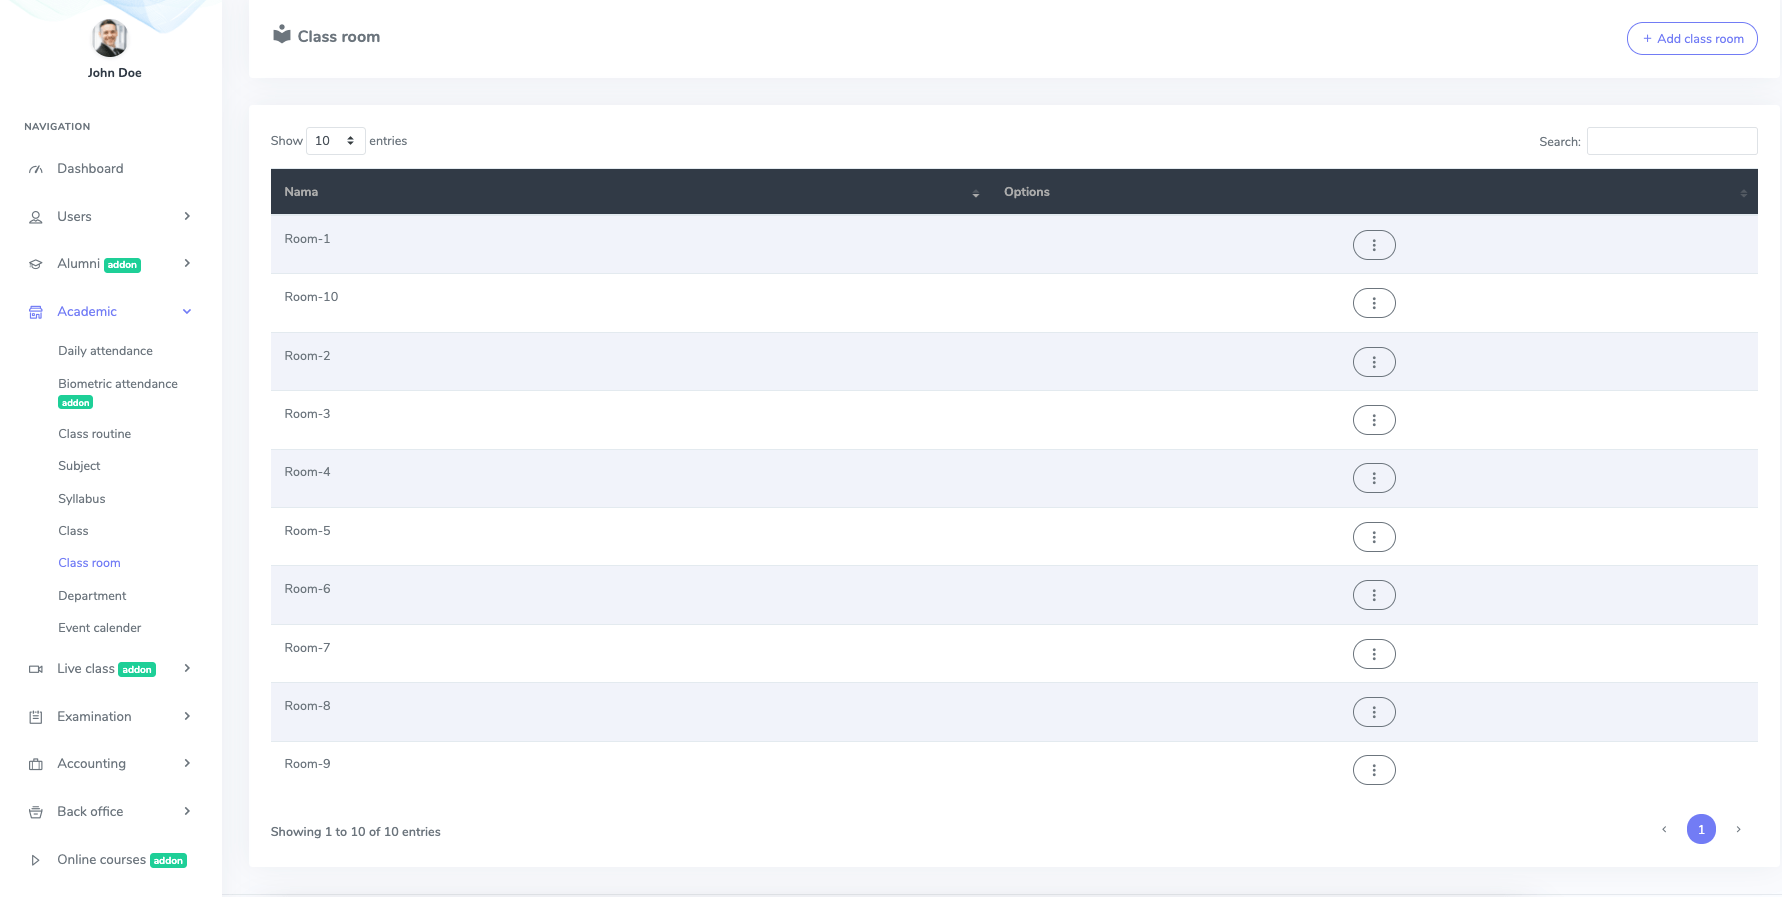 John Doe
NAVIGATION
Dashboard
Users
Alumni addon
Academic
Daily attendance
Biometric attendance
addon
Class routine
Subject
Syllabus
Class
Class room
Department
Event calender
Live class addon
Examination
Accounting
Back office
Online courses addon
Class room
+ Add class room
Show 10 entries
Search:
Nama Options
Room-1
Room-10
Room-2
Room-3
Room-4
Room-5
Room-6
Room-7
Room-8
Room-9
Showing 1 to 10 of 10 entries
1